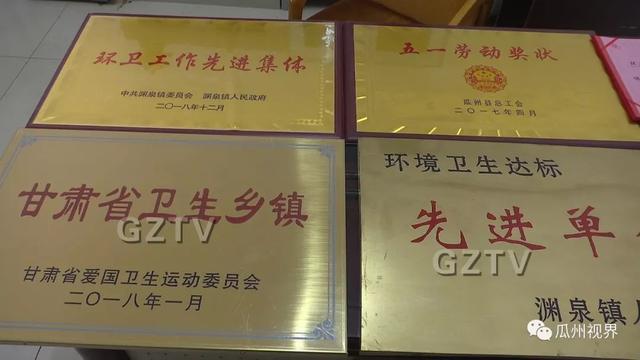 环卫工作先进集体
中共渊泉镇委员会 渊泉镇人民政府
二〇一八年十二月
五一劳动奖状
瓜州县总工会
二〇一七年四月
甘肃省卫生乡镇
GZTV
甘肃省爱国卫生运动委员会
二〇一八年一月
环境卫生达标
先进单
GZTV
渊泉镇
瓜州视界